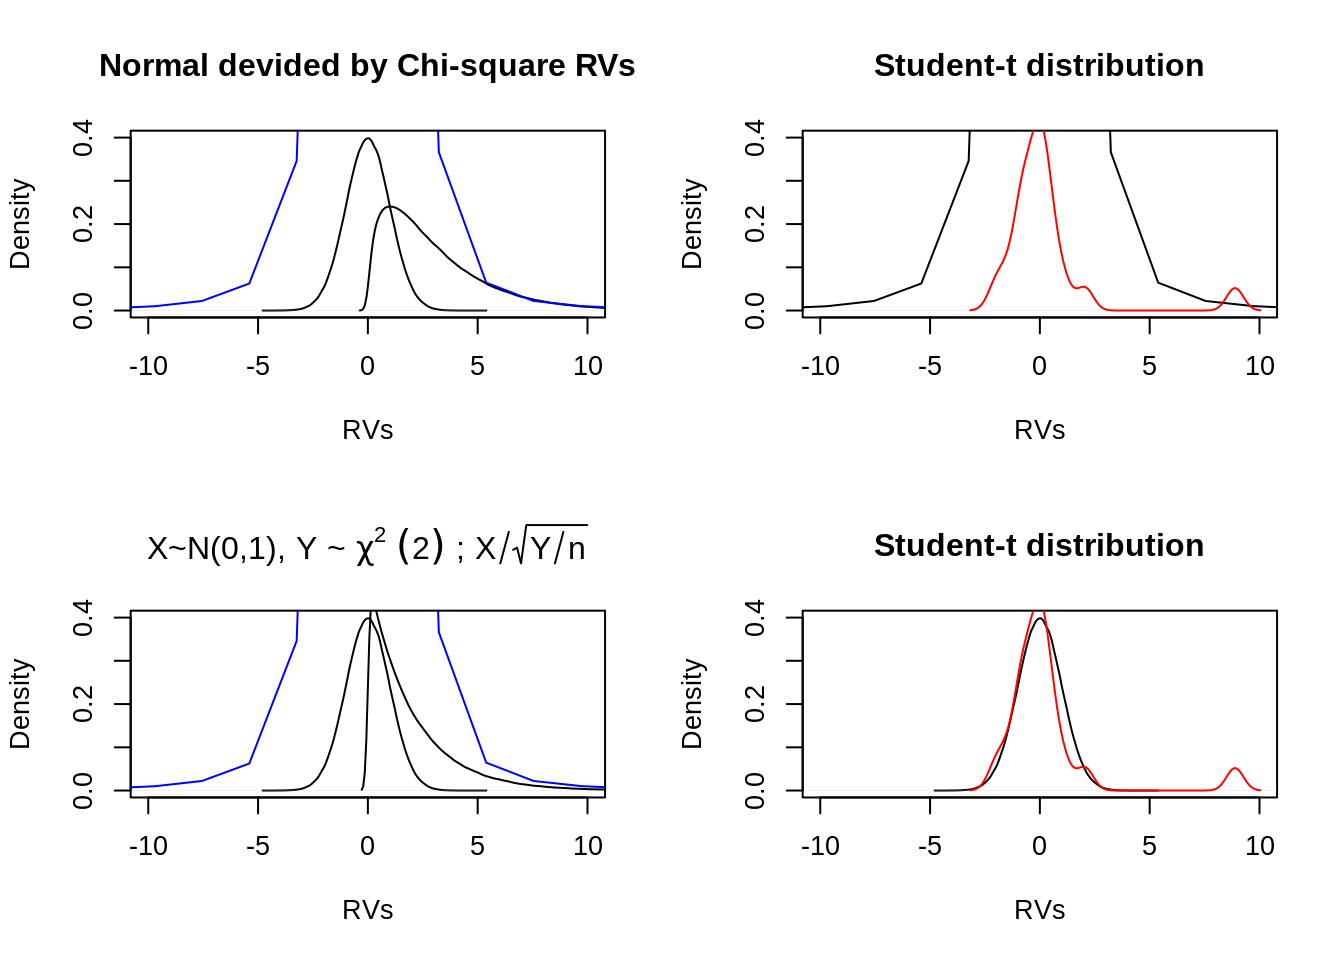 Normal devided by Chi-square RVs
Density
0.0 0.2 0.4
-10 -5 0 5 10
RVs
Student-t distribution
Density
0.0 0.2 0.4
-10 -5 0 5 10
RVs
X~N(0,1), Y ~ χ² (2) ; X/√Y/n
Density
0.0 0.2 0.4
-10 -5 0 5 10
RVs
Student-t distribution
Density
0.0 0.2 0.4
-10 -5 0 5 10
RVs